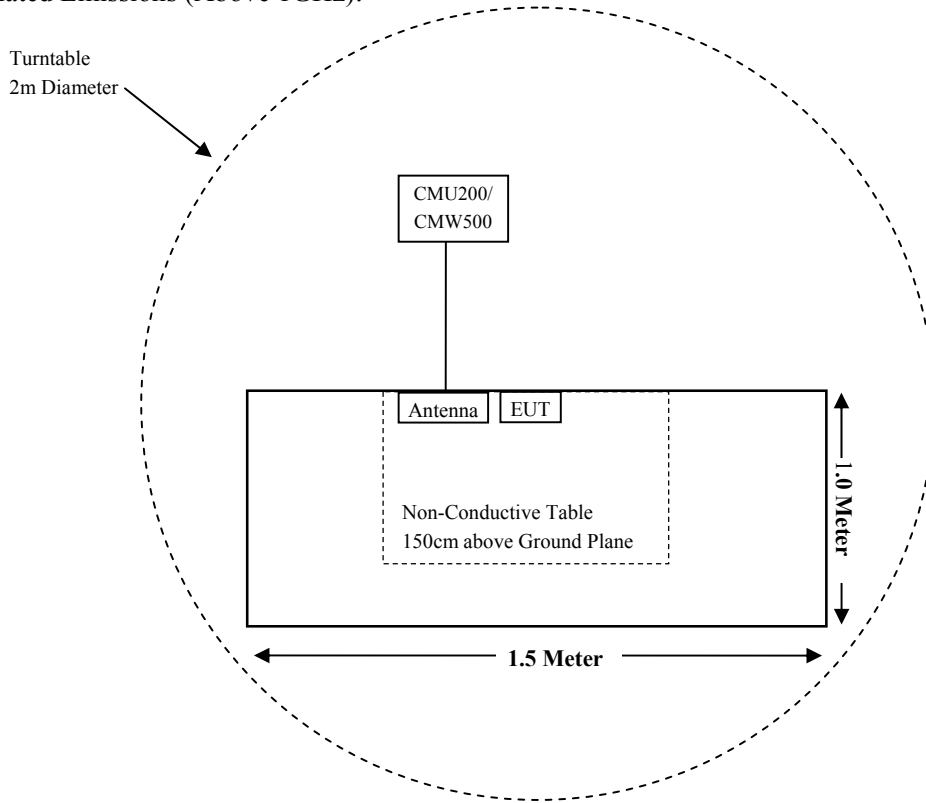 Emissions (Above 1GHz):
Turntable
2m Diameter
CMU200/
CMW500
Antenna
EUT
Non-Conductive Table
150cm above Ground Plane
1.0 Meter
1.5 Meter